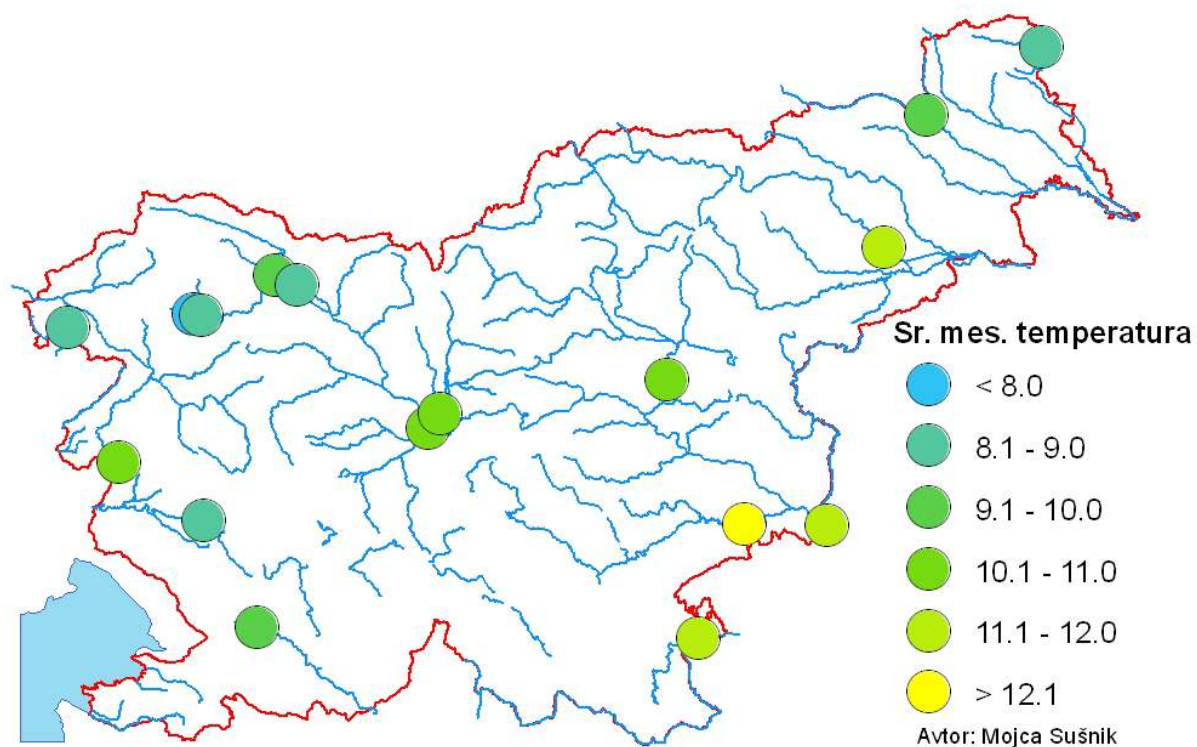 Sr. mes. temperatura
< 8.0
8.1 - 9.0
9.1 - 10.0
10.1 - 11.0
11.1 - 12.0
> 12.1
Avtor: Mojca Sušnik